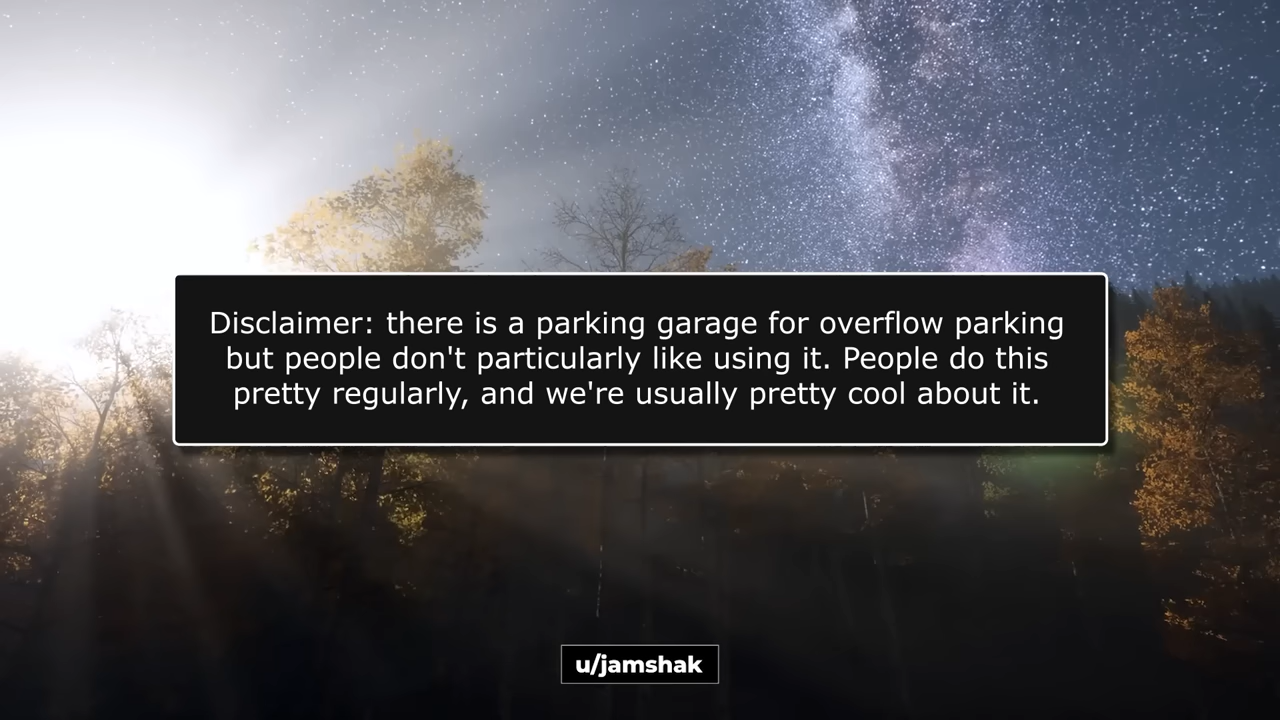 Disclaimer: there is a parking garage for overflow parking
but people don't particularly like using it. People do this
pretty regularly, and we're usually pretty cool about it.
u/jamshak